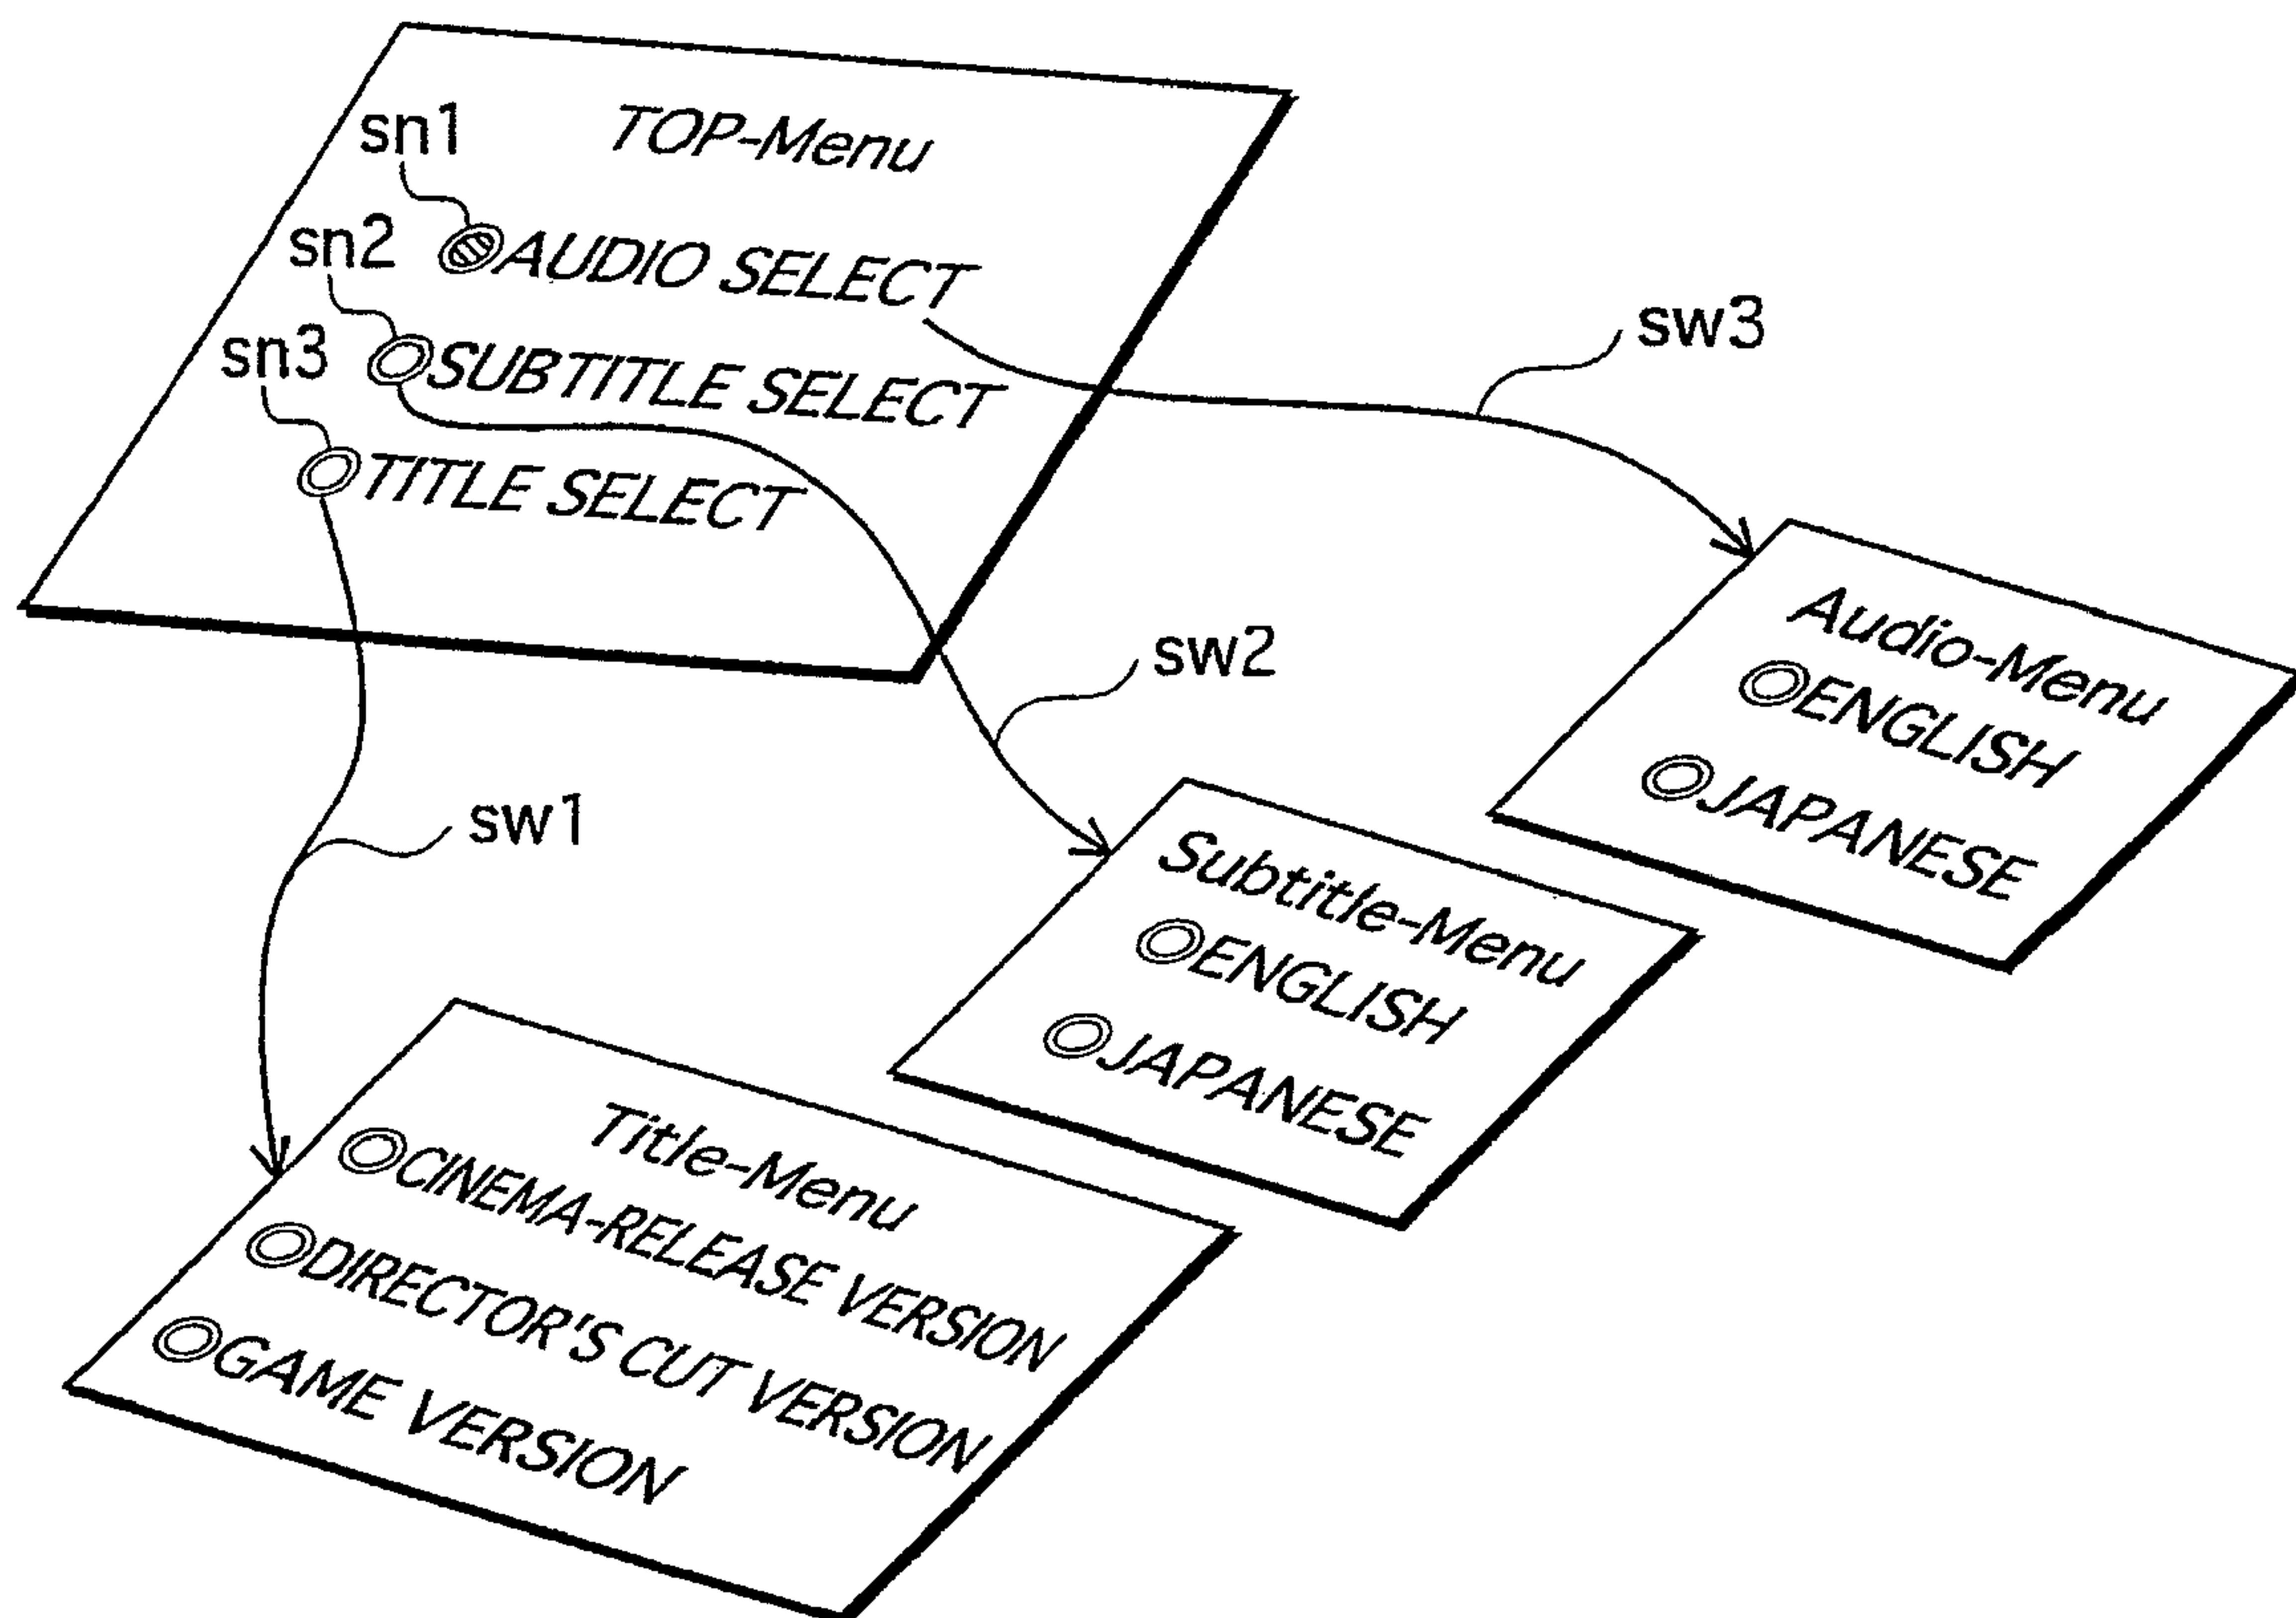 TOP-Menu
sn1
AUDIO SELECT
sn2
SUBTITLE SELECT
sn3
TITLE SELECT
sw3
sw2
sw1
Audio-Menu
ENGLISH
JAPANESE
Subtitle-Menu
ENGLISH
JAPANESE
Title-Menu
CINEMA-RELEASE VERSION
DIRECTOR'S CUT VERSION
GAME VERSION